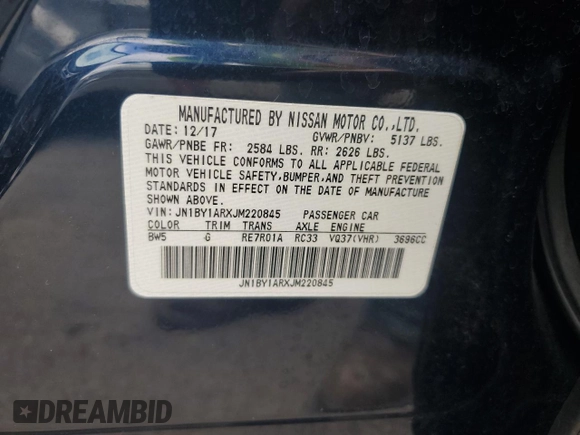 MANUFACTURED BY NISSAN MOTOR CO.,LTD.
DATE: 12/17 GVWR/PNBV: 5137 LBS.
GAWR/PNBE FR: 2584 LBS. RR: 2626 LBS.
THIS VEHICLE CONFORMS TO ALL APPLICABLE FEDERAL
MOTOR VEHICLE SAFETY,BUMPER,AND THEFT PREVENTION
STANDARDS IN EFFECT ON THE DATE OF MANUFACTURE
SHOWN ABOVE.
VIN: JN1BY1ARXJM220845 PASSENGER CAR
COLOR TRIM TRANS AXLE ENGINE
BW5 G RE7R01A RC33 VQ37(VHR) 3696CC
JN1BY1ARXJM220845
DREAMBID